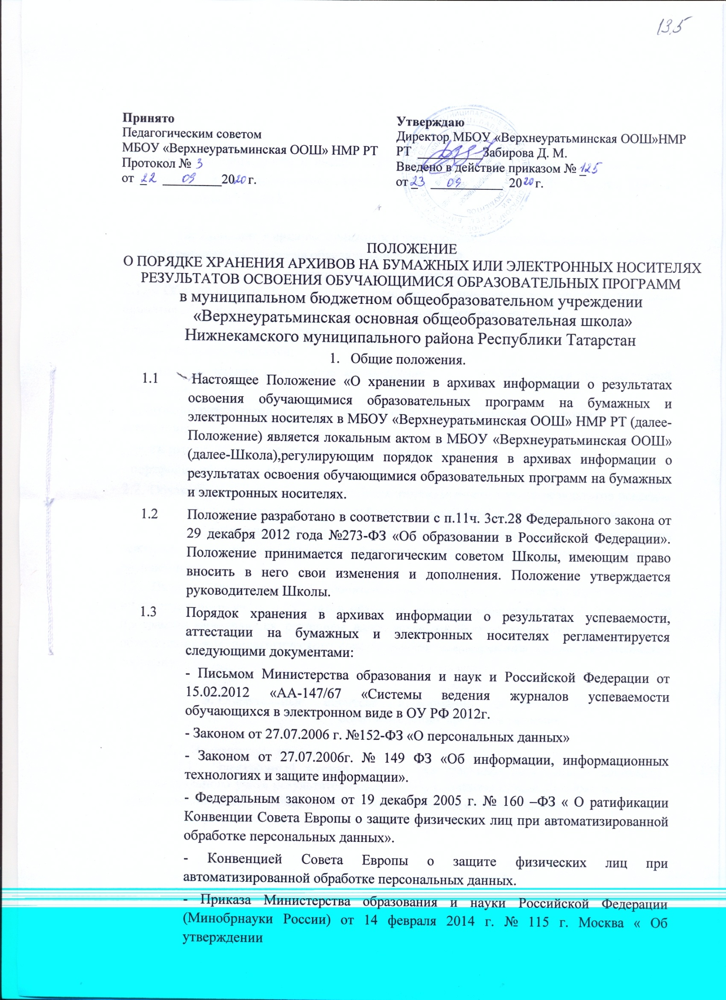 13.5
Принято
Педагогическим советом
МБОУ «Верхнеуратьминская ООШ» НМР РТ
Протокол № 3
от 22 09 2020 г.
Утверждаю
Директор МБОУ «Верхнеуратьминская ООШ»НМР
РТ __________Забирова Д. М.
Введено в действие приказом № 125
от 23 09 2020 г.
ПОЛОЖЕНИЕ
О ПОРЯДКЕ ХРАНЕНИЯ АРХИВОВ НА БУМАЖНЫХ ИЛИ ЭЛЕКТРОННЫХ НОСИТЕЛЯХ
РЕЗУЛЬТАТОВ ОСВОЕНИЯ ОБУЧАЮЩИМИСЯ ОБРАЗОВАТЕЛЬНЫХ ПРОГРАММ
в муниципальном бюджетном общеобразовательном учреждении
«Верхнеуратьминская основная общеобразовательная школа»
Нижнекамского муниципального района Республики Татарстан
1. Общие положения.
1.1 Настоящее Положение «О хранении в архивах информации о результатах
освоения обучающимися образовательных программ на бумажных и
электронных носителях в МБОУ «Верхнеуратьминская ООШ» НМР РТ (далее-
Положение) является локальным актом в МБОУ «Верхнеуратьминская ООШ»
(далее-Школа),регулирующим порядок хранения в архивах информации о
результатах освоения обучающимися образовательных программ на бумажных
и электронных носителях.
1.2 Положение разработано в соответствии с п.11ч. 3ст.28 Федерального закона от
29 декабря 2012 года №273-ФЗ «Об образовании в Российской Федерации».
Положение принимается педагогическим советом Школы, имеющим право
вносить в него свои изменения и дополнения. Положение утверждается
руководителем Школы.
1.3 Порядок хранения в архивах информации о результатах успеваемости,
аттестации на бумажных и электронных носителях регламентируется
следующими документами:
- Письмом Министерства образования и наук и Российской Федерации от
15.02.2012 «АА-147/67 «Системы ведения журналов успеваемости
обучающихся в электронном виде в ОУ РФ 2012г.
- Законом от 27.07.2006 г. №152-ФЗ «О персональных данных»
- Законом от 27.07.2006г. № 149 ФЗ «Об информации, информационных
технологиях и защите информации».
- Федеральным законом от 19 декабря 2005 г. № 160 –ФЗ « О ратификации
Конвенции Совета Европы о защите физических лиц при автоматизированной
обработке персональных данных».
- Конвенцией Совета Европы о защите физических лиц при
автоматизированной обработке персональных данных.
- Приказа Министерства образования и науки Российской Федерации
(Минобрнауки России) от 14 февраля 2014 г. № 115 г. Москва « Об
утверждении